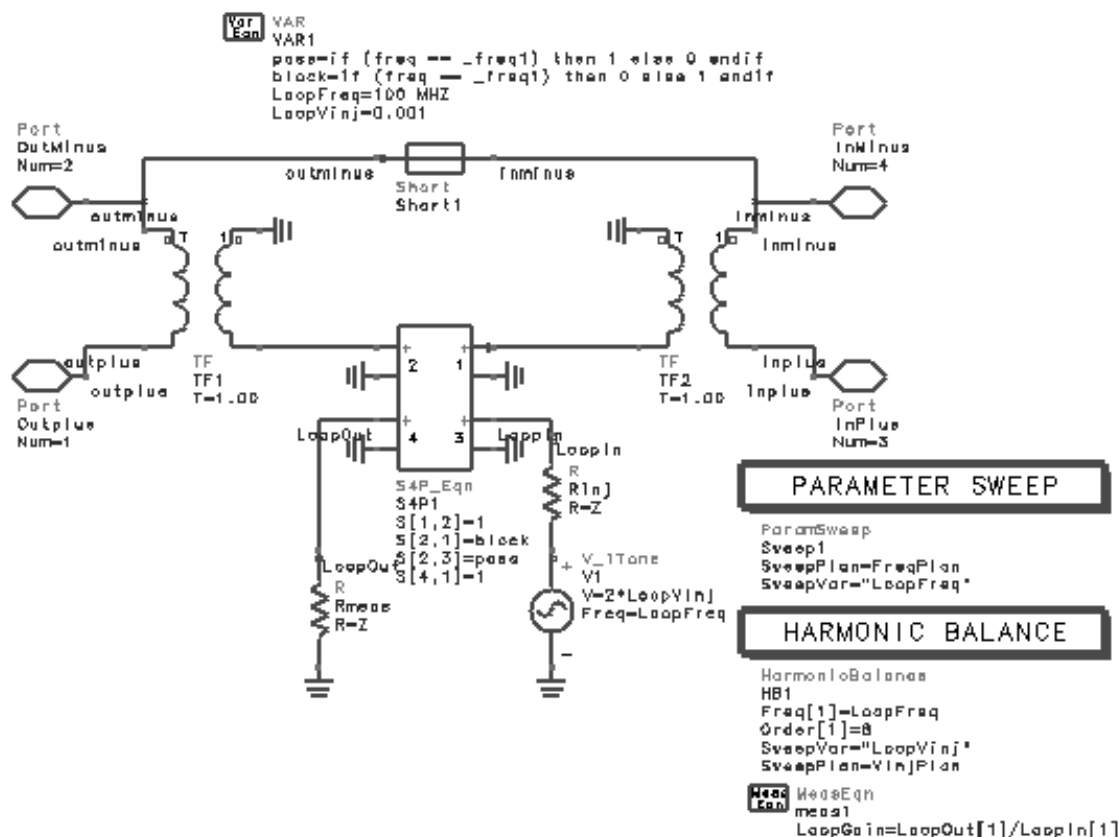 Var
Eqn
VAR
VAR1
pass=if (freq == _freq1) then 1 else 0 endif
block=if (freq == _freq1) then 0 else 1 endif
LoopFreq=100 MHZ
LoopVinj=0.001
Port
OutMinus
Num=2
outminus
outminus
outminus
Short
Short1
inminus
Port
InMinus
Num=4
inminus
inminus
T
1
T
1
outplus
outplus
Port
Outplus
Num=1
TF
TF1
T=1.00
2
1
4
3
TF
TF2
T=1.00
Inplus
Inplus
Port
InPlus
Num=3
LoopOut
LoopIn
LoopIn
S4P_Eqn
S4P1
S[1,2]=1
S[2,1]=block
S[2,3]=pass
S[4,1]=1
R
Rinj
R=Z
LoopOut
R
Rmeas
R=Z
+
V_1Tone
V1
V=2*LoopVinj
Freq=LoopFreq
-
PARAMETER SWEEP
ParamSweep
Sweep1
SweepPlan=FreqPlan
SweepVar="LoopFreq"
HARMONIC BALANCE
HarmonicBalance
HB1
Freq[1]=LoopFreq
SweepVar="LoopVinj"
SweepPlan=VinjPlan
Meas
Eqn
MeasEqn
meas1
LoopGain=LoopOut[1]/LoopIn[1]